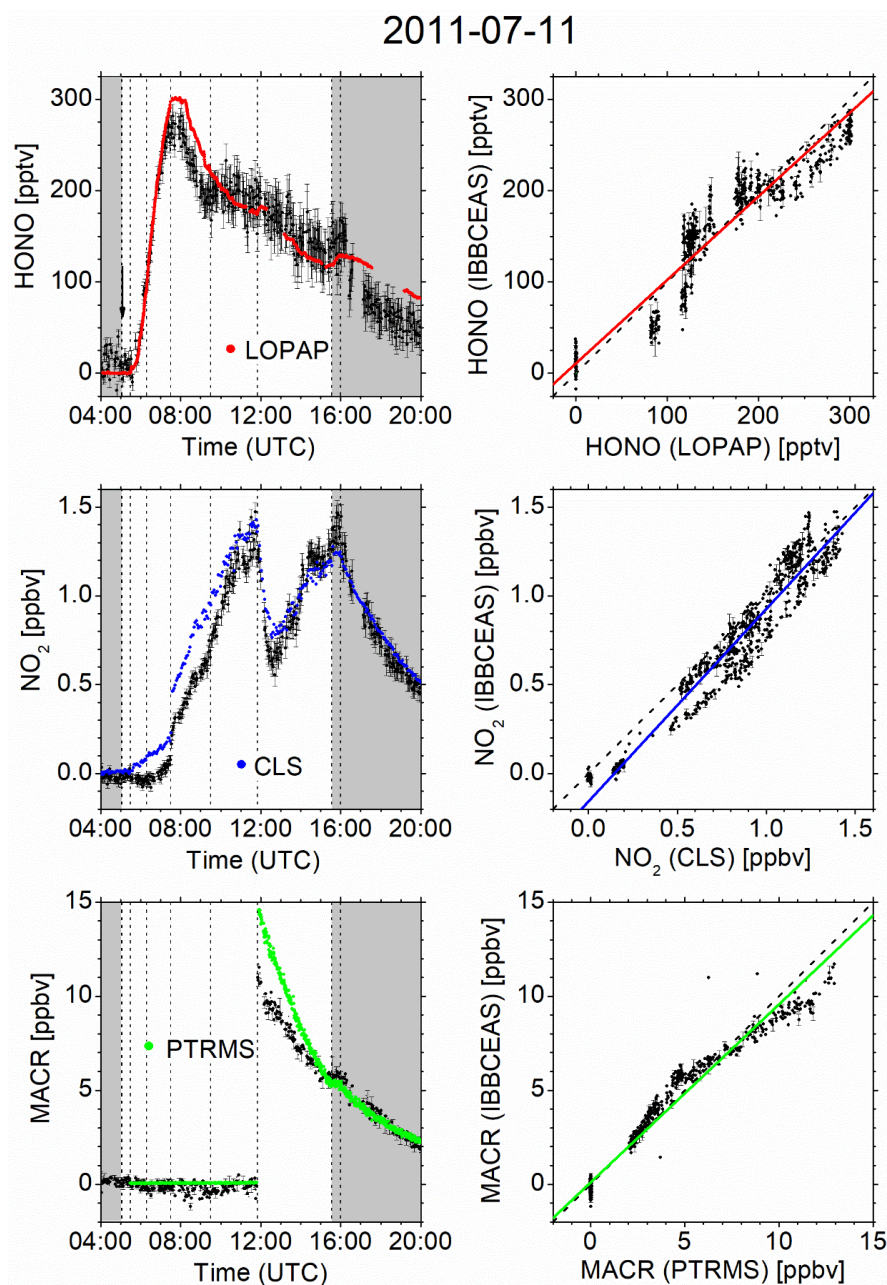 2011-07-11
HONO [pptv]
300
200
100
0
LOPAP
04:00 08:00 12:00 16:00 20:00
Time (UTC)
HONO (IBBCEAS) [pptv]
300
200
100
0
0 100 200 300
HONO (LOPAP) [pptv]
NO₂ [ppbv]
1.5
1.0
0.5
0.0
CLS
04:00 08:00 12:00 16:00 20:00
Time (UTC)
NO₂ (IBBCEAS) [ppbv]
1.5
1.0
0.5
0.0
0.0 0.5 1.0 1.5
NO₂ (CLS) [ppbv]
MACR [ppbv]
15
10
5
0
PTRMS
04:00 08:00 12:00 16:00 20:00
Time (UTC)
MACR (IBBCEAS) [ppbv]
15
10
5
0
0 5 10 15
MACR (PTRMS) [ppbv]